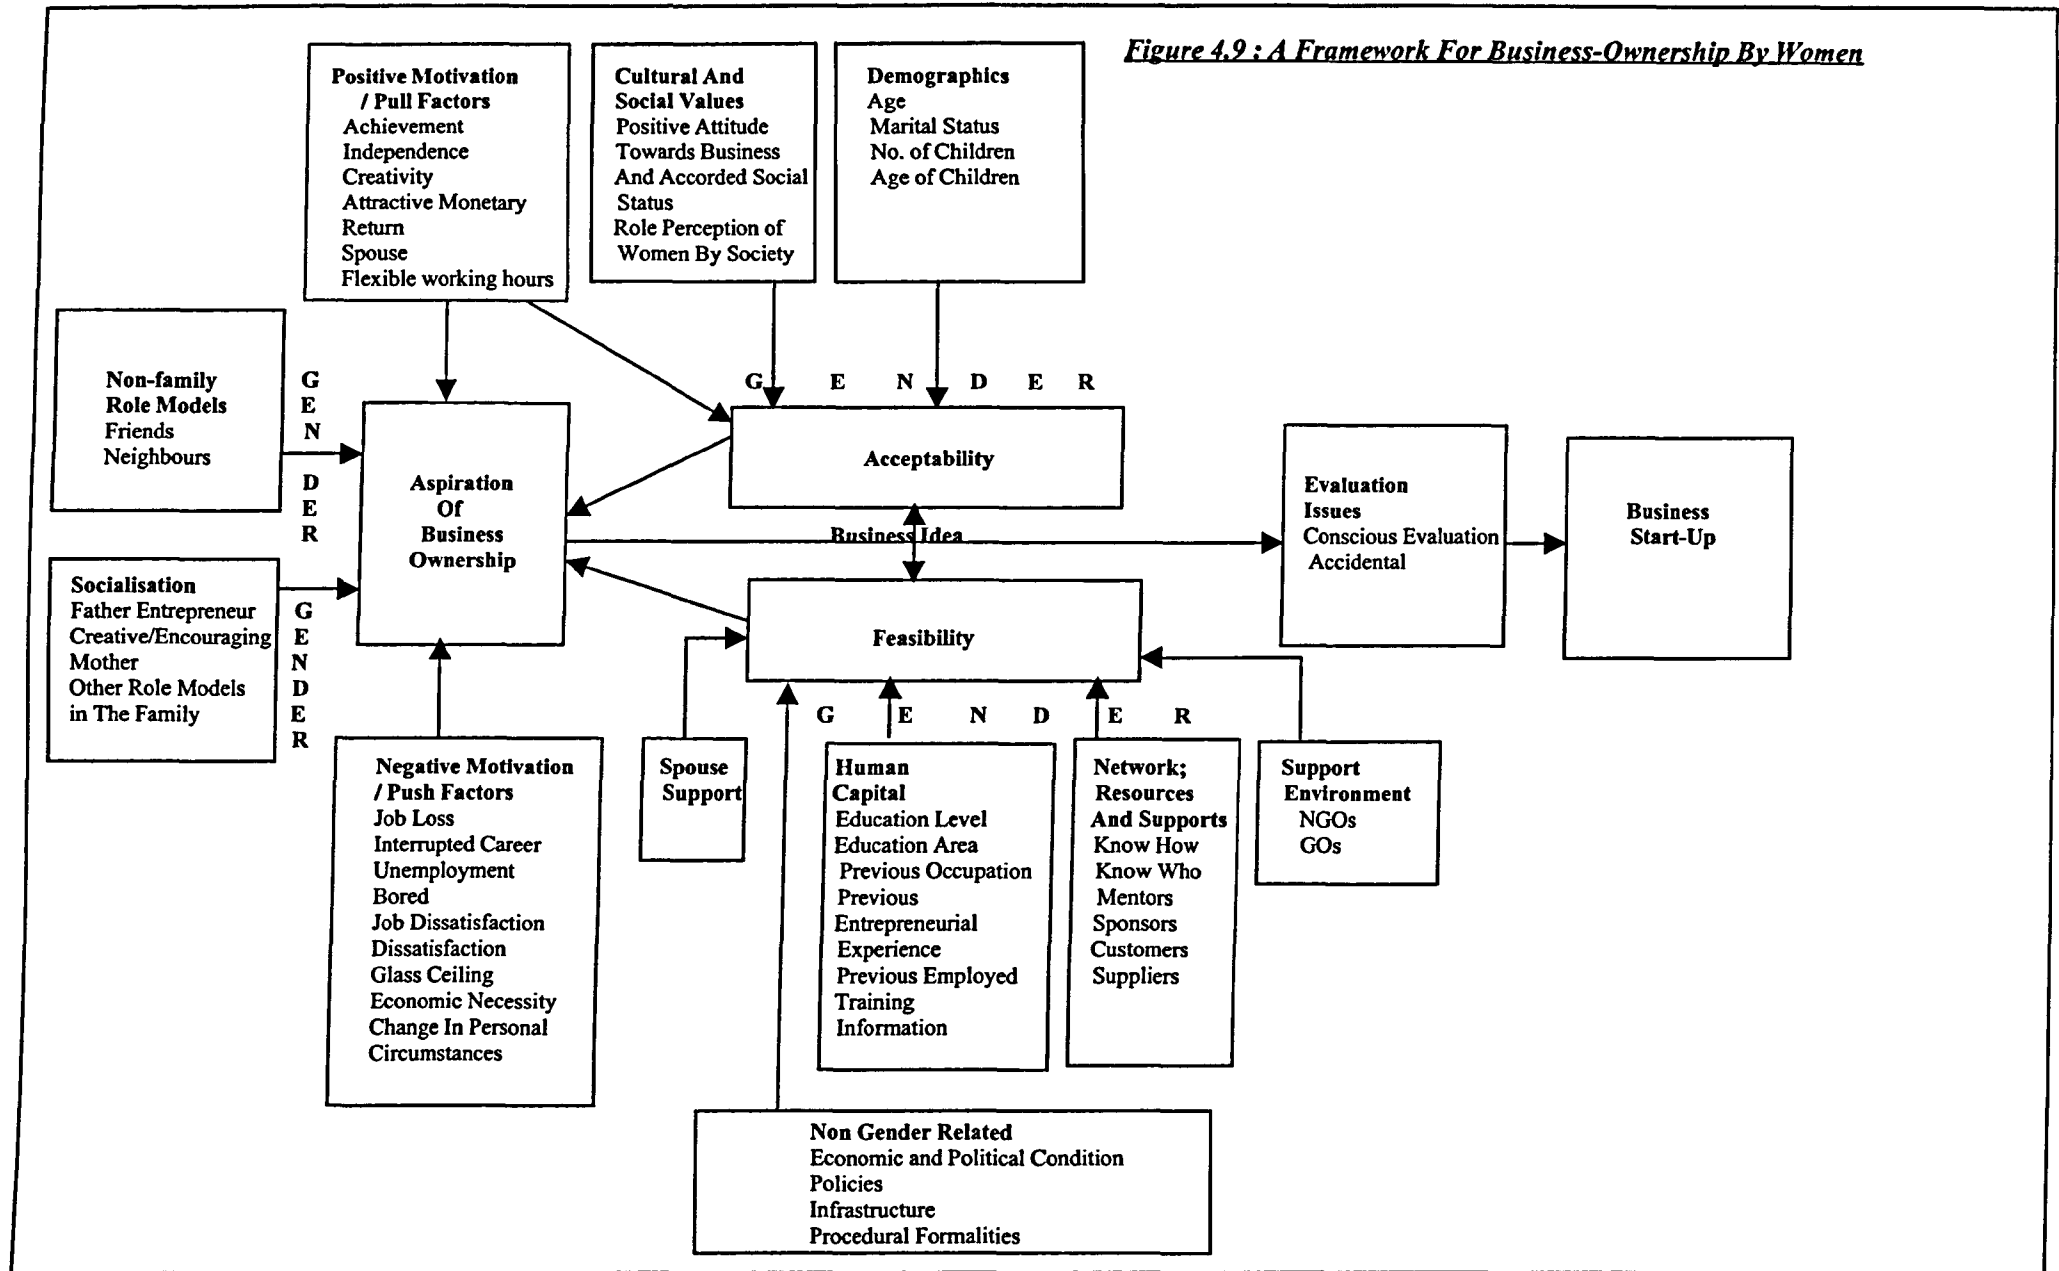 Figure 4.9 : A Framework For Business-Ownership By Women
Positive Motivation
/ Pull Factors
Achievement
Independence
Creativity
Attractive Monetary
Return
Spouse
Flexible working hours
Cultural And
Social Values
Positive Attitude
Towards Business
And Accorded Social
Status
Role Perception of
Women By Society
Demographics
Age
Marital Status
No. of Children
Age of Children
Non-family
Role Models
Friends
Neighbours
G
E
N
D
E
R
G E N D E R
Aspiration
Of
Business
Ownership
Acceptability
Business Idea
Evaluation
Issues
Conscious Evaluation
Accidental
Business
Start-Up
Socialisation
Father Entrepreneur
Creative/Encouraging
Mother
Other Role Models
in The Family
G
E
N
D
E
R
Feasibility
G E N D E R
Negative Motivation
/ Push Factors
Job Loss
Interrupted Career
Unemployment
Bored
Job Dissatisfaction
Dissatisfaction
Glass Ceiling
Economic Necessity
Change In Personal
Circumstances
Spouse
Support
Human
Capital
Education Level
Education Area
Previous Occupation
Previous
Entrepreneurial
Experience
Previous Employed
Training
Information
Network;
Resources
And Supports
Know How
Know Who
Mentors
Sponsors
Customers
Suppliers
Support
Environment
NGOs
GOs
Non Gender Related
Economic and Political Condition
Policies
Infrastructure
Procedural Formalities